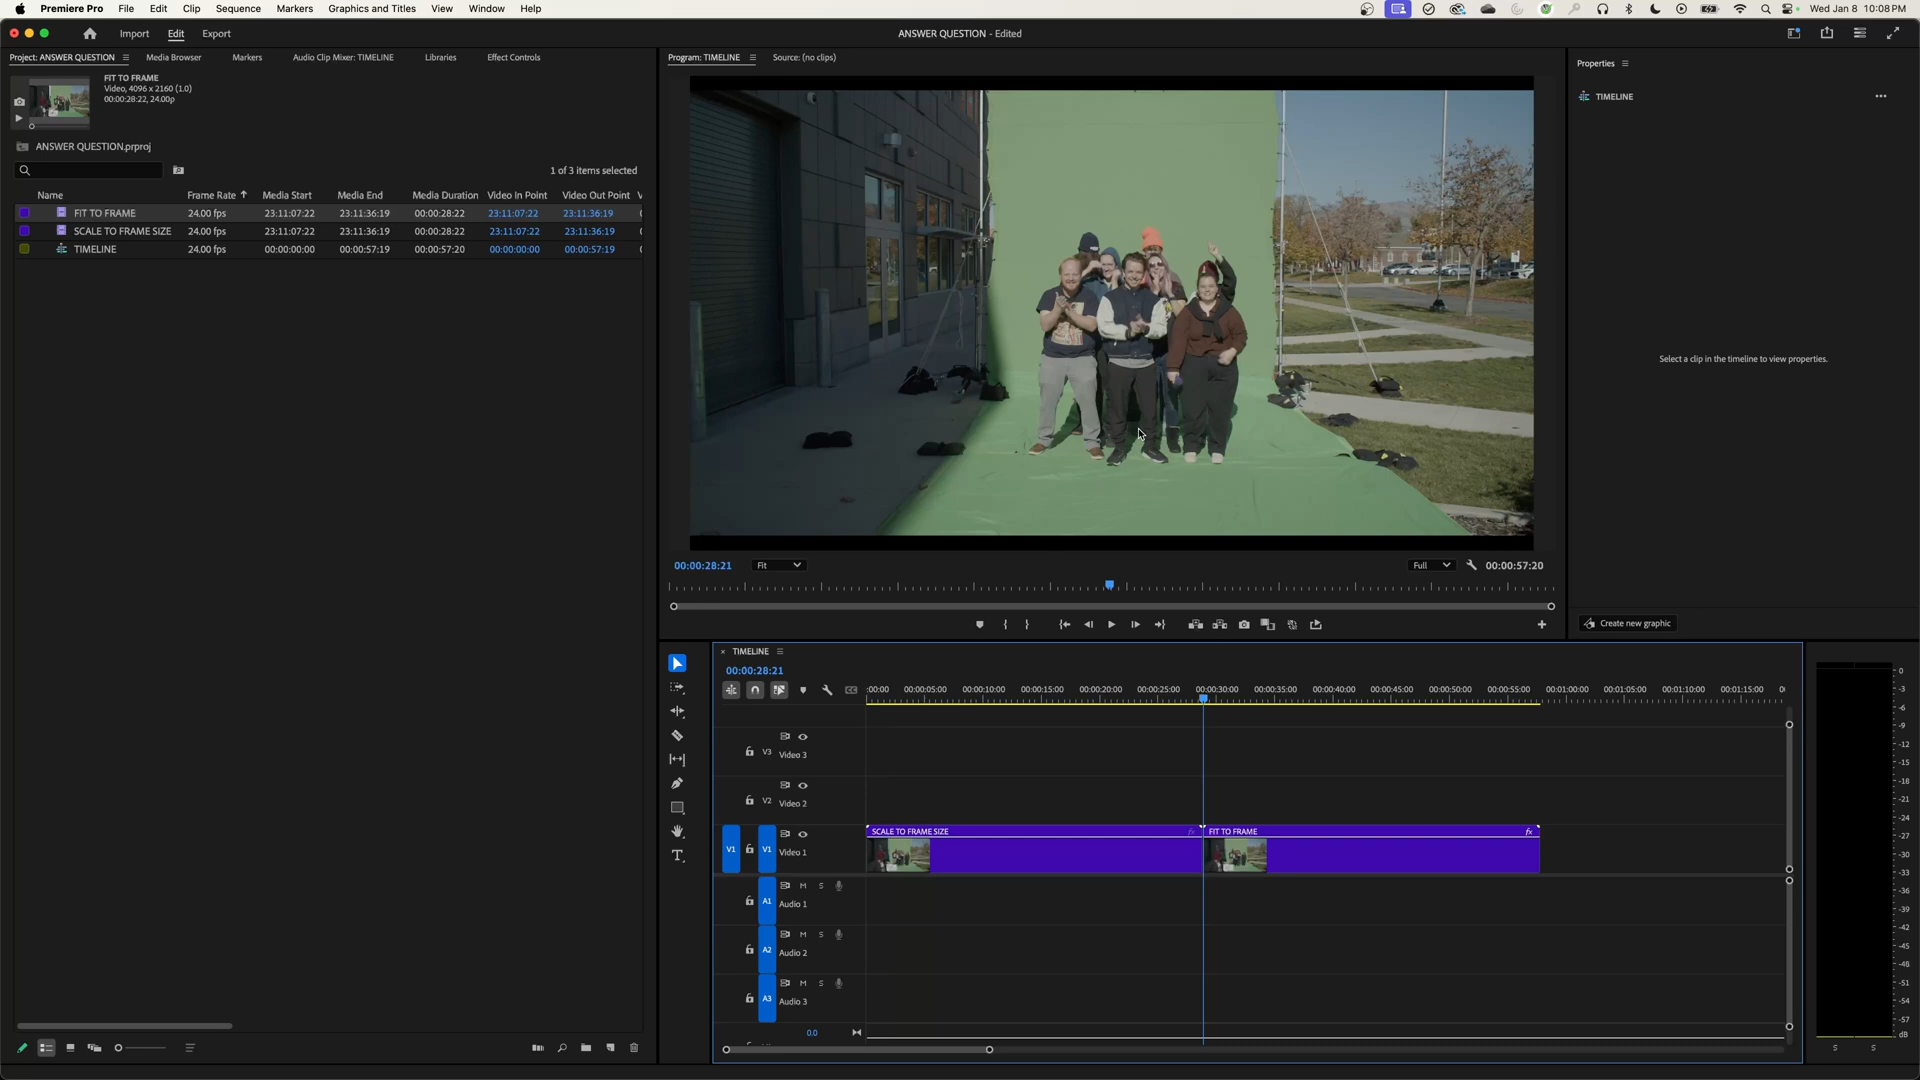 Premiere Pro File Edit Clip Sequence Markers Graphics and Titles View Window Help Wed Jan 8 10:08 PM
Import Edit Export ANSWER QUESTION - Edited
Project: ANSWER QUESTION Media Browser Markers Audio Clip Mixer: TIMELINE Libraries Effect Controls
FIT TO FRAME
Video, 4096 x 2160 (1.0)
00:00:28:22, 24.00p
ANSWER QUESTION.prproj
1 of 3 items selected
Name Frame Rate Media Start Media End Media Duration Video In Point Video Out Point V
FIT TO FRAME 24.00 fps 23:11:07:22 23:11:36:19 00:00:28:22 23:11:07:22 23:11:36:19
SCALE TO FRAME SIZE 24.00 fps 23:11:07:22 23:11:36:19 00:00:28:22 23:11:07:22 23:11:36:19
TIMELINE 24.00 fps 00:00:00:00 00:00:57:19 00:00:57:20 00:00:00:00 00:00:57:19
Program: TIMELINE Source: (no clips)
00:00:28:21 Fit Full 00:00:57:20
Properties
TIMELINE
Select a clip in the timeline to view properties.
Create new graphic
TIMELINE
00:00:28:21
:00:00 00:00:05:00 00:00:10:00 00:00:15:00 00:00:20:00 00:00:25:00 00:00:30:00 00:00:35:00 00:00:40:00 00:00:45:00 00:00:50:00 00:00:55:00 00:01:00:00 00:01:05:00 00:01:10:00 00:01:15:00
V3 Video 3
V2 Video 2
V1 V1 Video 1
SCALE TO FRAME SIZE fx FIT TO FRAME fx
M S
A1 Audio 1
M S
A2 Audio 2
M S
A3 Audio 3
0.0
0
-3
-6
-9
-12
-15
-18
-21
-24
-27
-30
-33
-36
-39
-42
-45
-48
-51
-54
-57
dB
S S